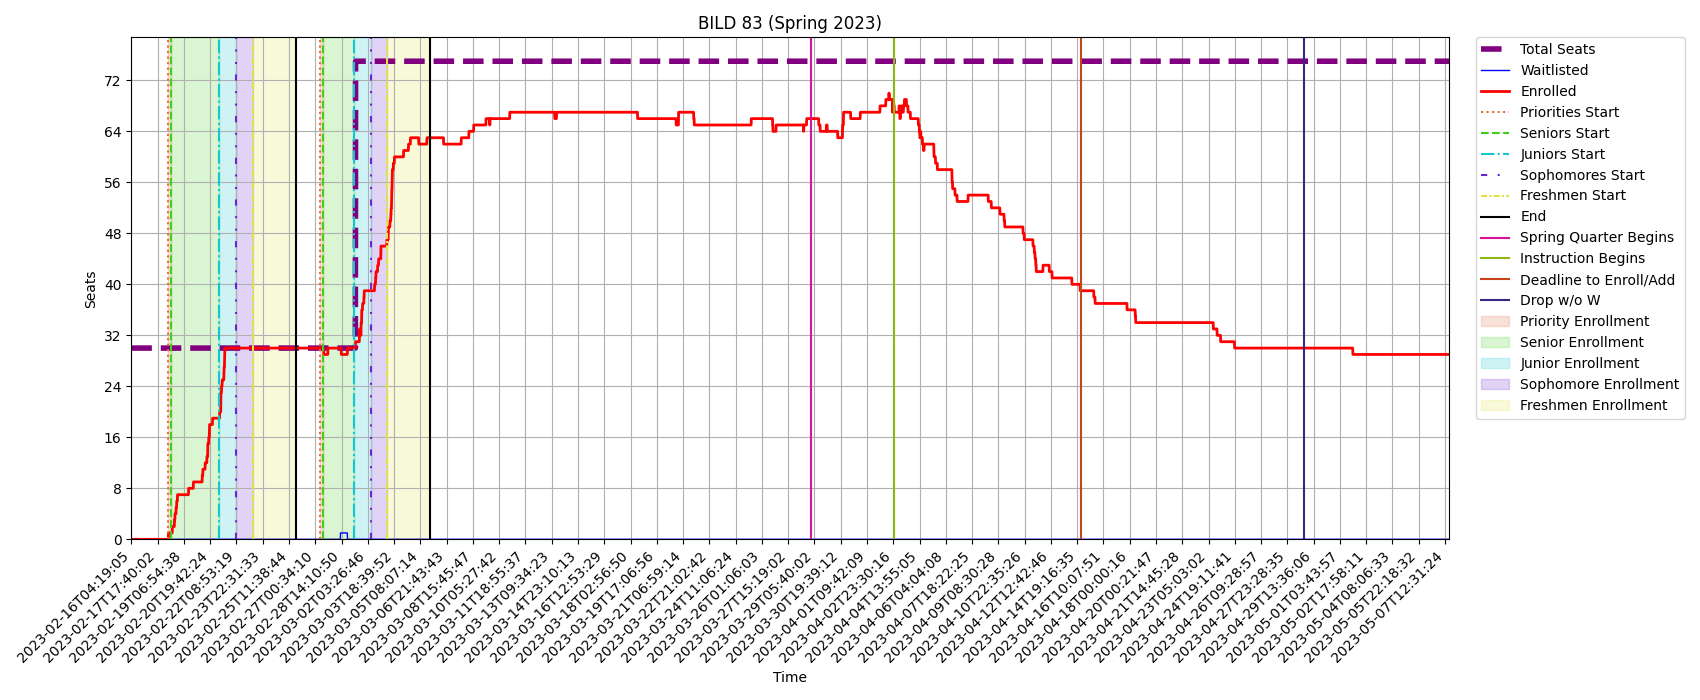 BILD 83 (Spring 2023)
Seats
72
64
56
48
40
32
24
16
8
0
2023-02-16T04:19:05
2023-02-17T17:40:02
2023-02-19T06:54:38
2023-02-20T19:42:24
2023-02-22T08:53:19
2023-02-23T22:31:33
2023-02-25T11:38:44
2023-02-27T00:34:10
2023-02-28T14:10:50
2023-03-02T03:26:46
2023-03-03T18:39:52
2023-03-05T08:07:14
2023-03-06T21:43:43
2023-03-08T15:45:47
2023-03-10T05:27:42
2023-03-11T18:55:37
2023-03-13T09:34:23
2023-03-14T23:10:13
2023-03-16T12:53:29
2023-03-18T02:56:50
2023-03-19T17:06:56
2023-03-21T06:59:14
2023-03-22T21:02:42
2023-03-24T11:06:24
2023-03-26T01:06:03
2023-03-27T15:19:02
2023-03-29T05:40:02
2023-03-30T19:39:12
2023-04-01T09:42:09
2023-04-02T23:30:16
2023-04-04T13:55:05
2023-04-06T04:04:08
2023-04-07T18:22:25
2023-04-09T08:30:28
2023-04-10T22:35:26
2023-04-12T12:42:46
2023-04-14T19:16:35
2023-04-16T10:07:51
2023-04-18T00:00:16
2023-04-20T00:21:47
2023-04-21T14:45:28
2023-04-23T05:03:02
2023-04-24T19:11:41
2023-04-26T09:28:57
2023-04-27T23:28:35
2023-04-29T13:36:06
2023-05-01T03:43:57
2023-05-02T17:58:11
2023-05-04T08:06:33
2023-05-05T22:18:32
2023-05-07T12:31:24
Time
Total Seats
Waitlisted
Enrolled
Priorities Start
Seniors Start
Juniors Start
Sophomores Start
Freshmen Start
End
Spring Quarter Begins
Instruction Begins
Deadline to Enroll/Add
Drop w/o W
Priority Enrollment
Senior Enrollment
Junior Enrollment
Sophomore Enrollment
Freshmen Enrollment